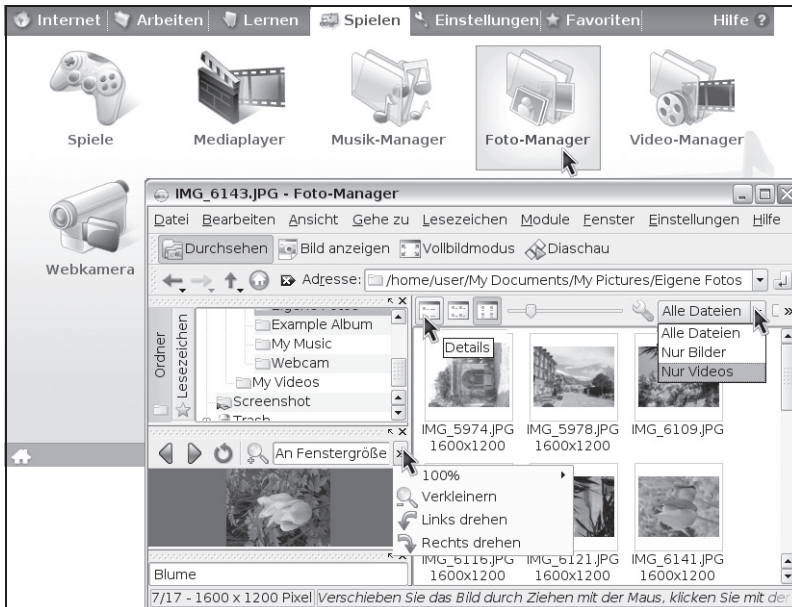 Internet Arbeiten Lernen Spielen Einstellungen Favoriten Hilfe ?
Spiele Mediaplayer Musik-Manager Foto-Manager Video-Manager
Webkamera
IMG_6143.JPG - Foto-Manager
Datei Bearbeiten Ansicht Gehe zu Lesezeichen Module Fenster Einstellungen Hilfe
Durchsehen Bild anzeigen Vollbildmodus Diaschau
Adresse: /home/user/My Documents/My Pictures/Eigene Fotos
Ordner
Lesezeichen
Eigene Fotos
Example Album
My Music
Webcam
My Videos
Screenshot
Trash
Alle Dateien
Details
Alle Dateien
Nur Bilder
Nur Videos
IMG_5974.JPG IMG_5978.JPG IMG_6109.JPG
1600x1200 1600x1200
An Fenstergröße »
100%
Verkleinern
Links drehen
Rechts drehen
IMG_6116.JPG IMG_6121.JPG IMG_6141.JPG
1600x1200 1600x1200 1600x1200
Blume
7/17 - 1600 x 1200 Pixel Verschieben Sie das Bild durch Ziehen mit der Maus, klicken Sie mit der